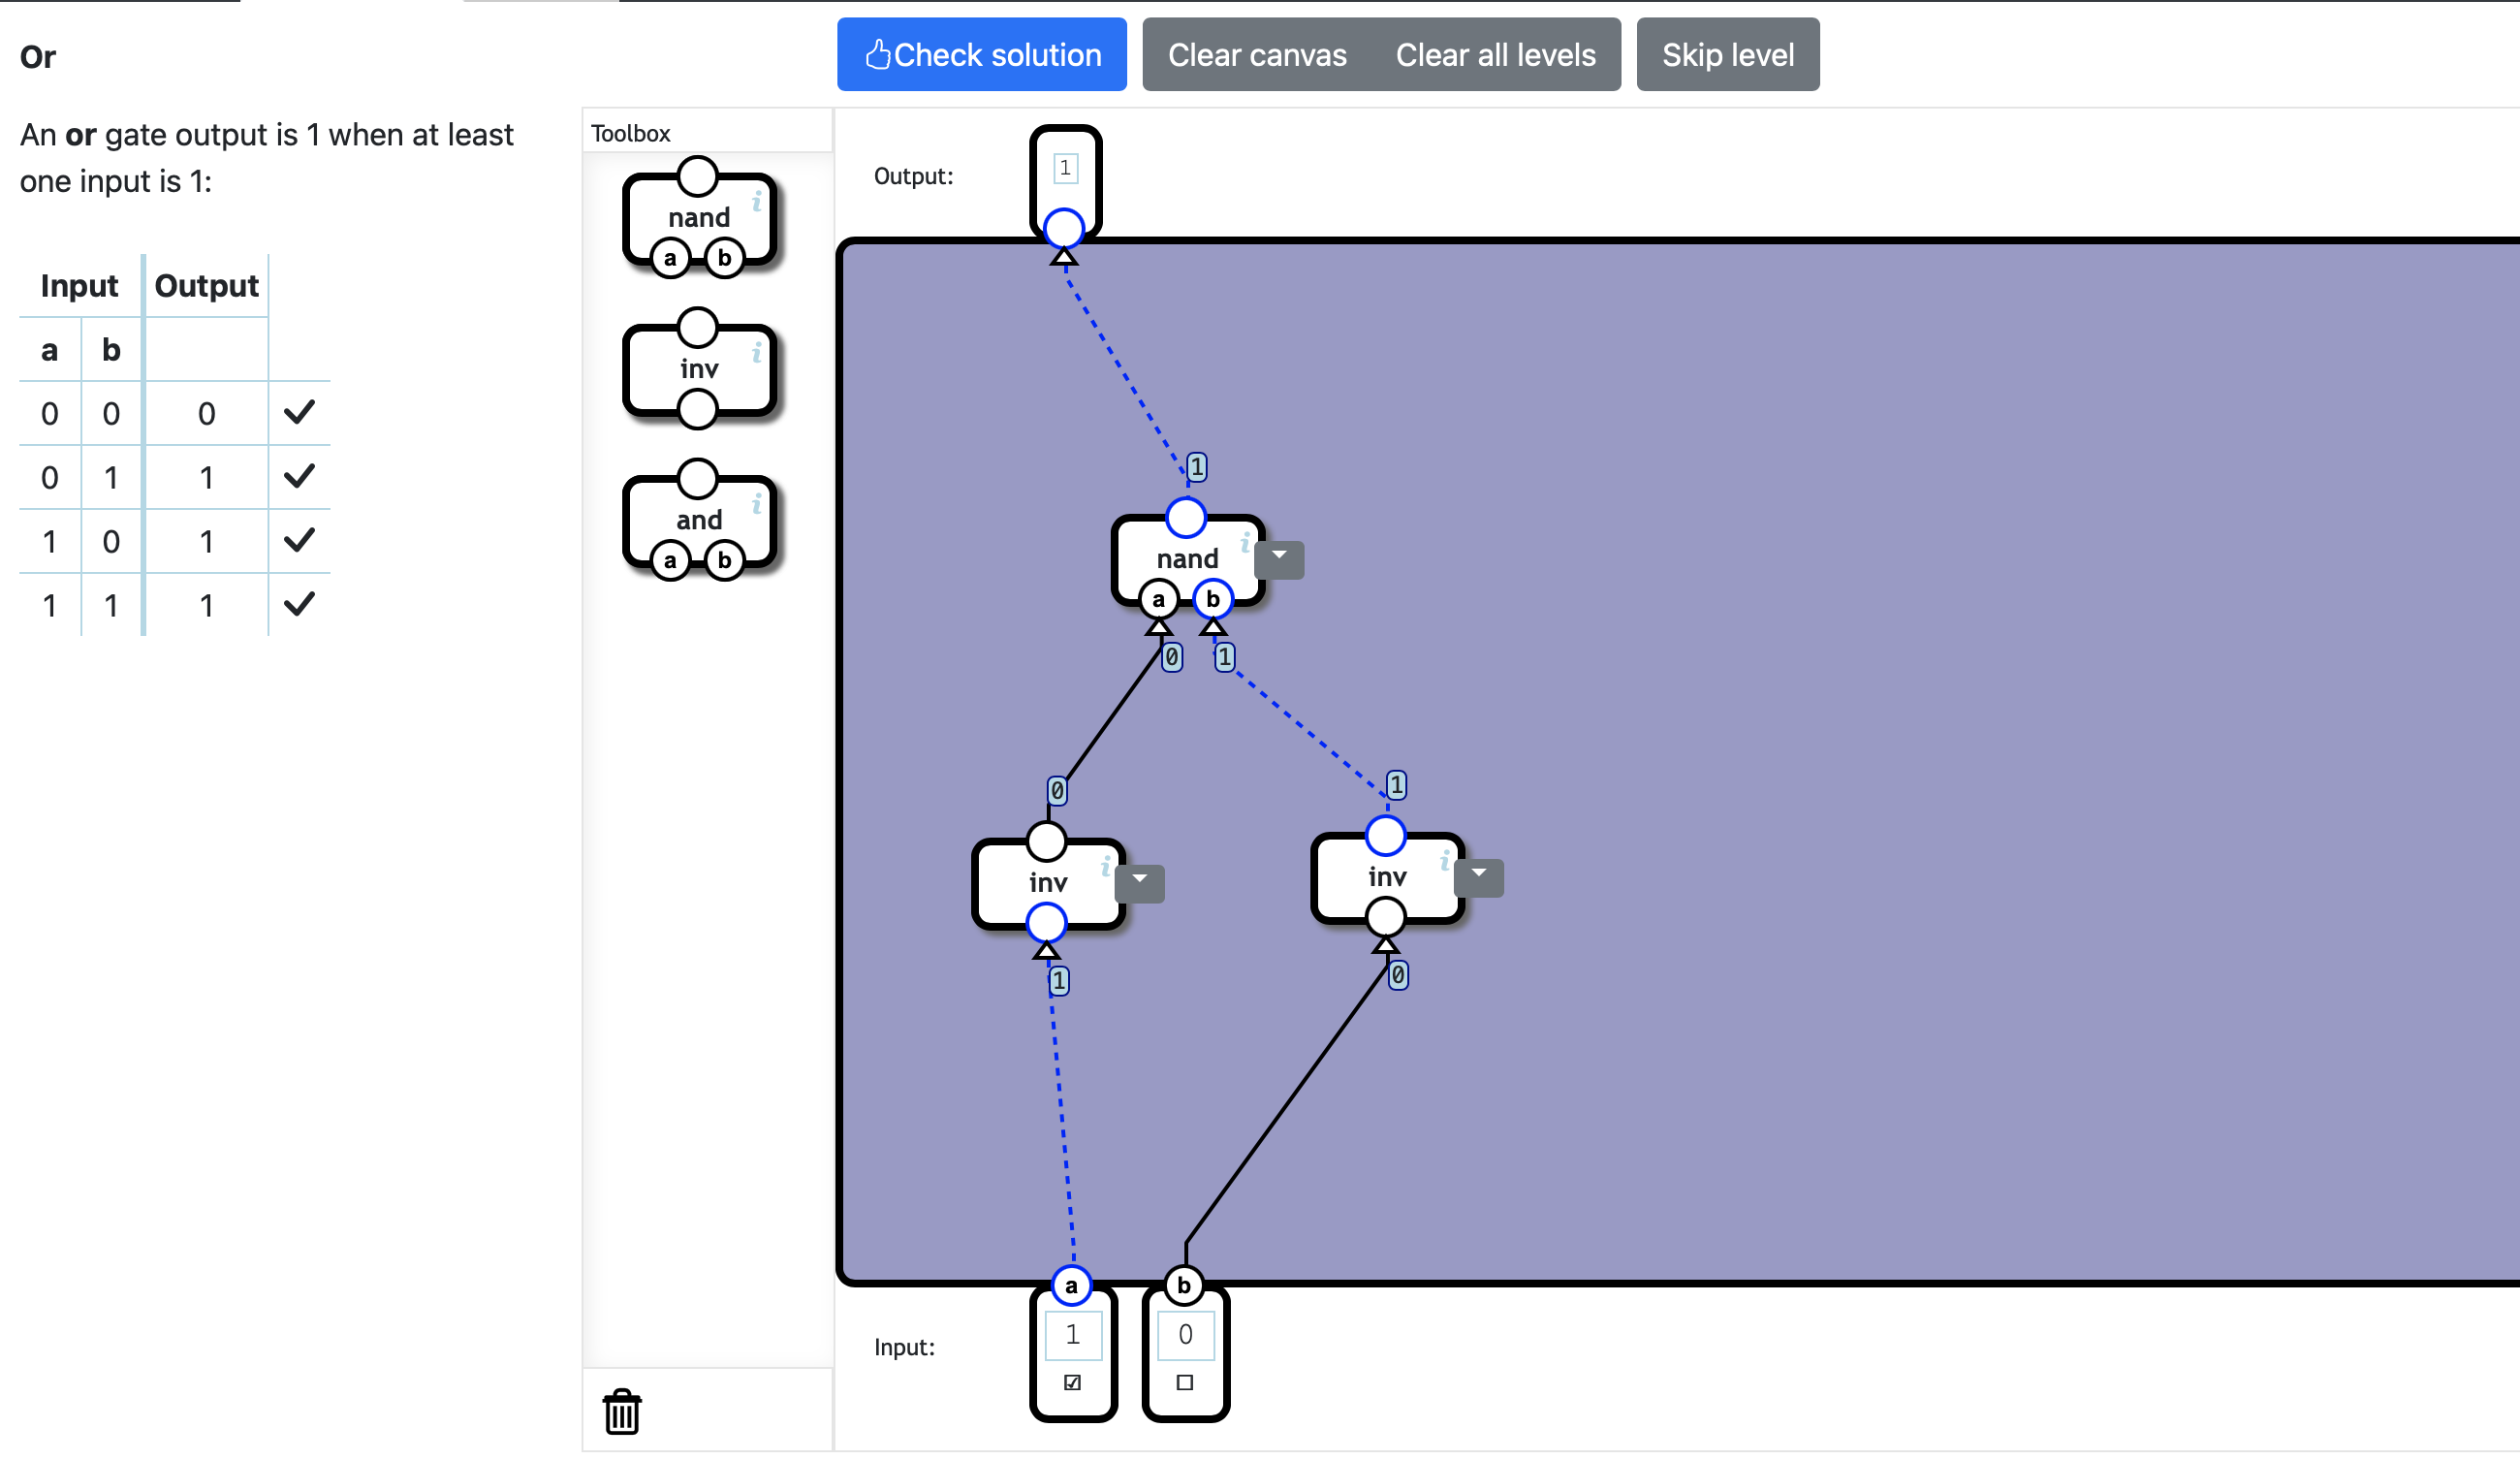 Or
Check solution
Clear canvas
Clear all levels
Skip level
An or gate output is 1 when at least
one input is 1:
Input Output
a b
0 0 0
0 1 1
1 0 1
1 1 1
Toolbox
nand
i
a b
inv
i
and
i
a b
Output:
1
1
nand
i
a b
0 1
0 1
inv
i
inv
i
1 0
a b
Input:
1 0